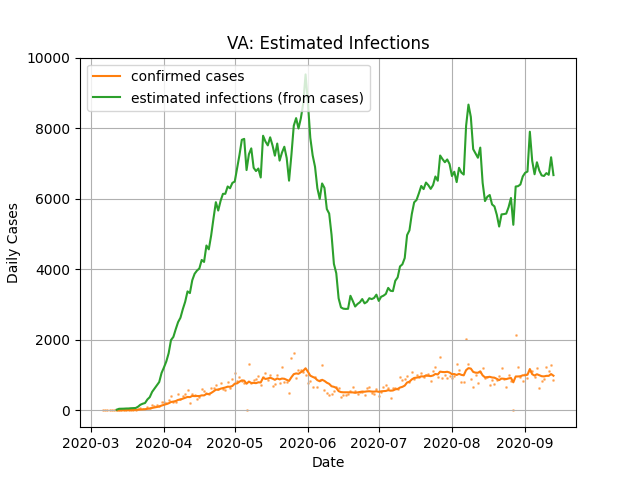 VA: Estimated Infections
confirmed cases
estimated infections (from cases)
Daily Cases
10000
8000
6000
4000
2000
0
2020-03 2020-04 2020-05 2020-06 2020-07 2020-08 2020-09
Date